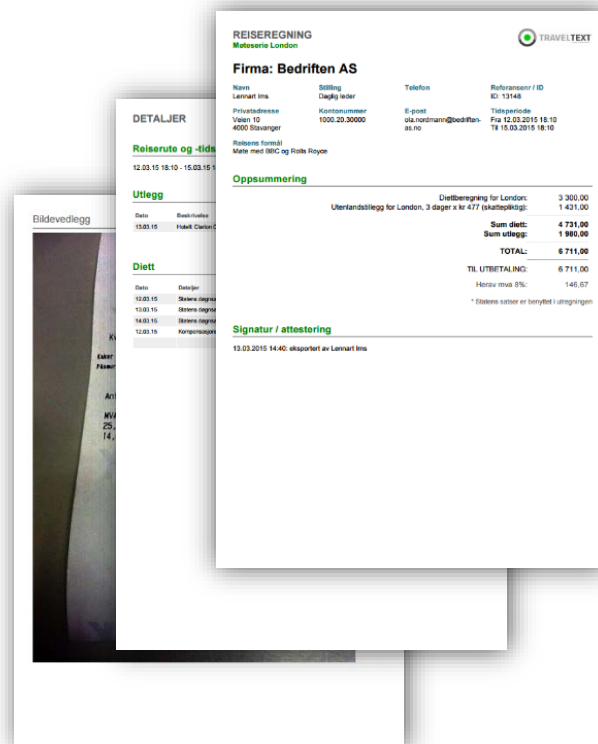 REISEREGNING
Møteserie London
TRAVELTEXT
Firma: Bedriften AS
Navn Stilling Telefon Referansenr / ID
Lennart Ims Daglig leder ID: 13148
Privatadresse Kontonummer E-post Tidsperiode
Veien 10 1000.20.30000 ola.nordmann@bedriften- Fra 12.03.2015 18:10
4000 Stavanger as.no Til 15.03.2015 18:10
Reisens formål
Møte med BBC og Rolls Royce
Oppsummering
Diettberegning for London: 3 300,00
Utenlandstillegg for London, 3 dager x kr 477 (skattepliktig): 1 431,00
Sum diett: 4 731,00
Sum utlegg: 1 980,00
TOTAL: 6 711,00
TIL UTBETALING: 6 711,00
Herav mva 8%: 146,67
* Statens satser er benyttet i utregningen
Signatur / attestering
13.03.2015 14:40: eksportert av Lennart Ims
DETALJER
Reiserute og -tids
12.03.15 18:10 - 15.03.15 1
Utlegg
Dato Beskrivelse
13.03.15 Hotell: Clarion
Diett
Dato Detaljer
12.03.15 Statens døgnsa
13.03.15 Statens døgnsa
14.03.15 Statens døgnsa
12.03.15 Kompensasjon
Bildevedlegg
MVA
25,
14,